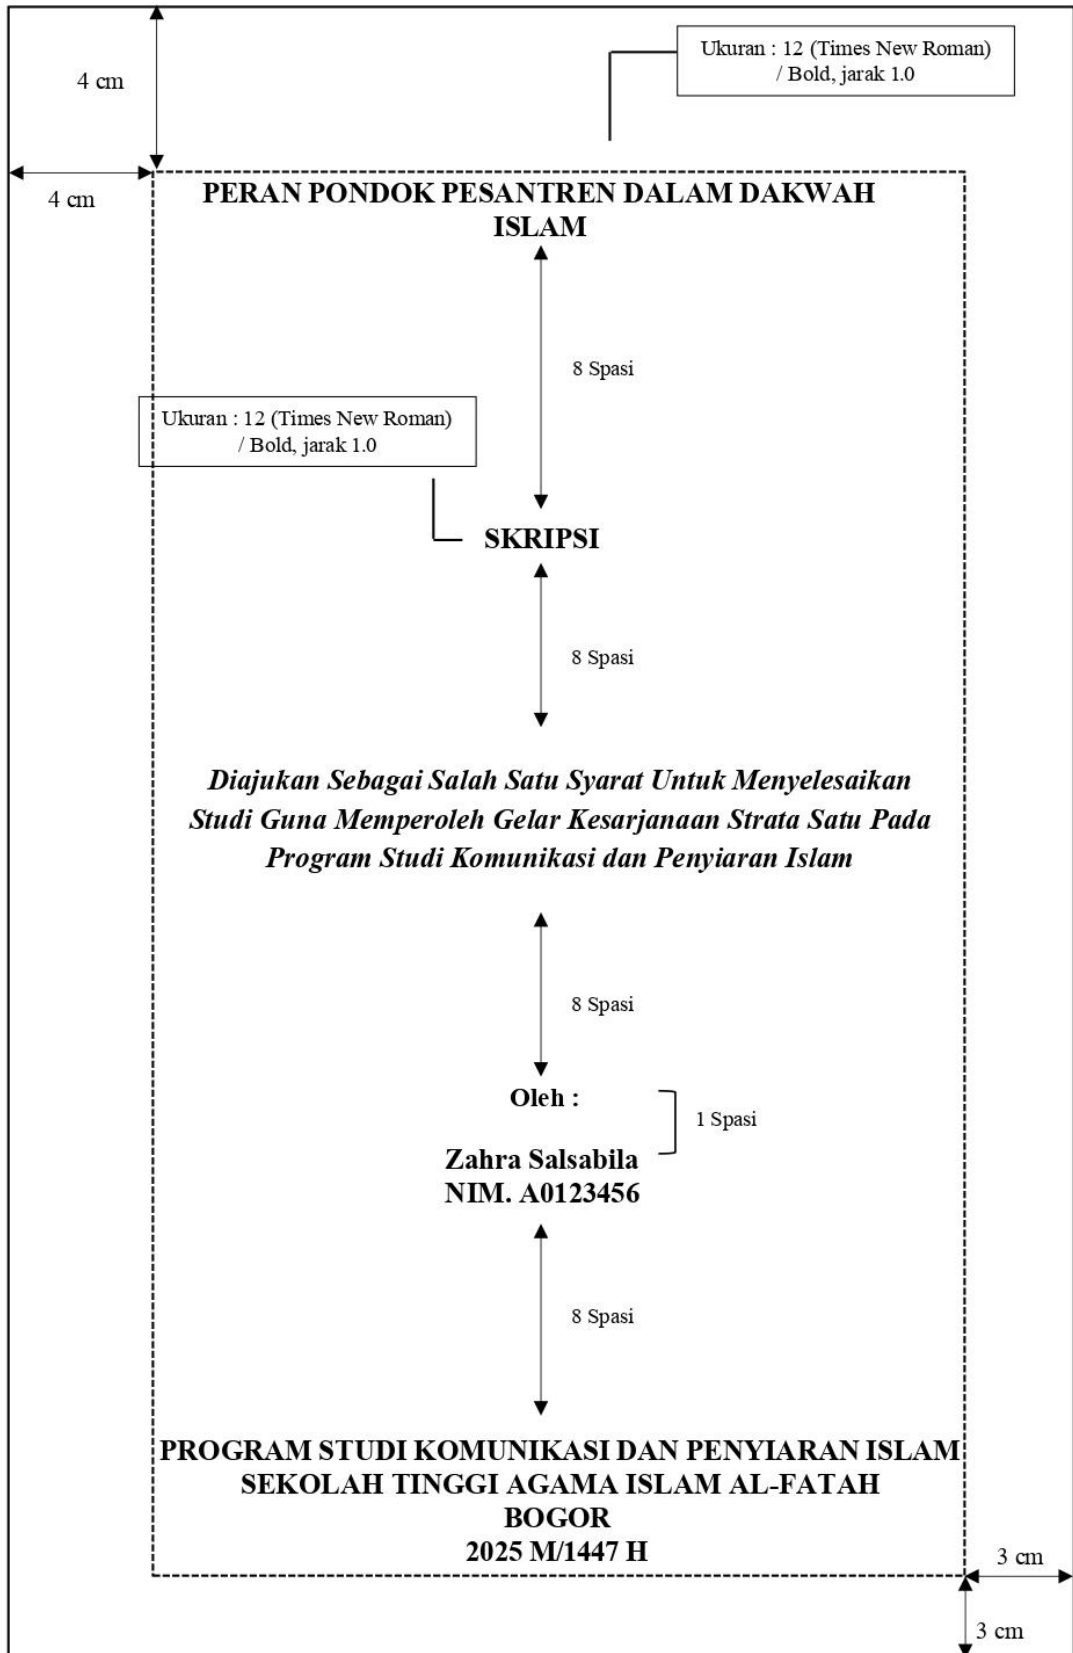 Ukuran : 12 (Times New Roman)
/ Bold, jarak 1.0
4 cm
4 cm
PERAN PONDOK PESANTREN DALAM DAKWAH
ISLAM
8 Spasi
Ukuran : 12 (Times New Roman)
/ Bold, jarak 1.0
SKRIPSI
8 Spasi
Diajukan Sebagai Salah Satu Syarat Untuk Menyelesaikan
Studi Guna Memperoleh Gelar Kesarjanaan Strata Satu Pada
Program Studi Komunikasi dan Penyiaran Islam
8 Spasi
Oleh :
1 Spasi
Zahra Salsabila
NIM. A0123456
8 Spasi
PROGRAM STUDI KOMUNIKASI DAN PENYIARAN ISLAM
SEKOLAH TINGGI AGAMA ISLAM AL-FATAH
BOGOR
2025 M/1447 H
3 cm
3 cm